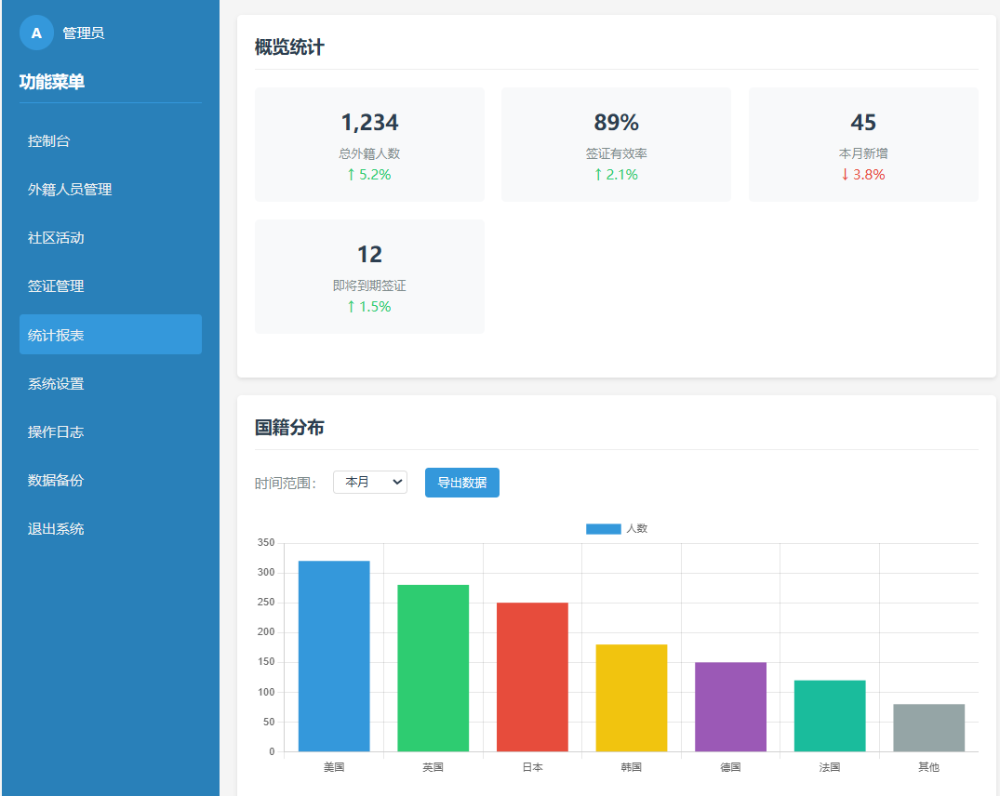 A 管理员
功能菜单
控制台
外籍人员管理
社区活动
签证管理
统计报表
系统设置
操作日志
数据备份
退出系统
概览统计
1,234
总外籍人数
↑ 5.2%
89%
签证有效率
↑ 2.1%
45
本月新增
↓ 3.8%
12
即将到期签证
↑ 1.5%
国籍分布
时间范围： 本月 导出数据
人数
350
300
250
200
150
100
50
0
美国 英国 日本 韩国 德国 法国 其他